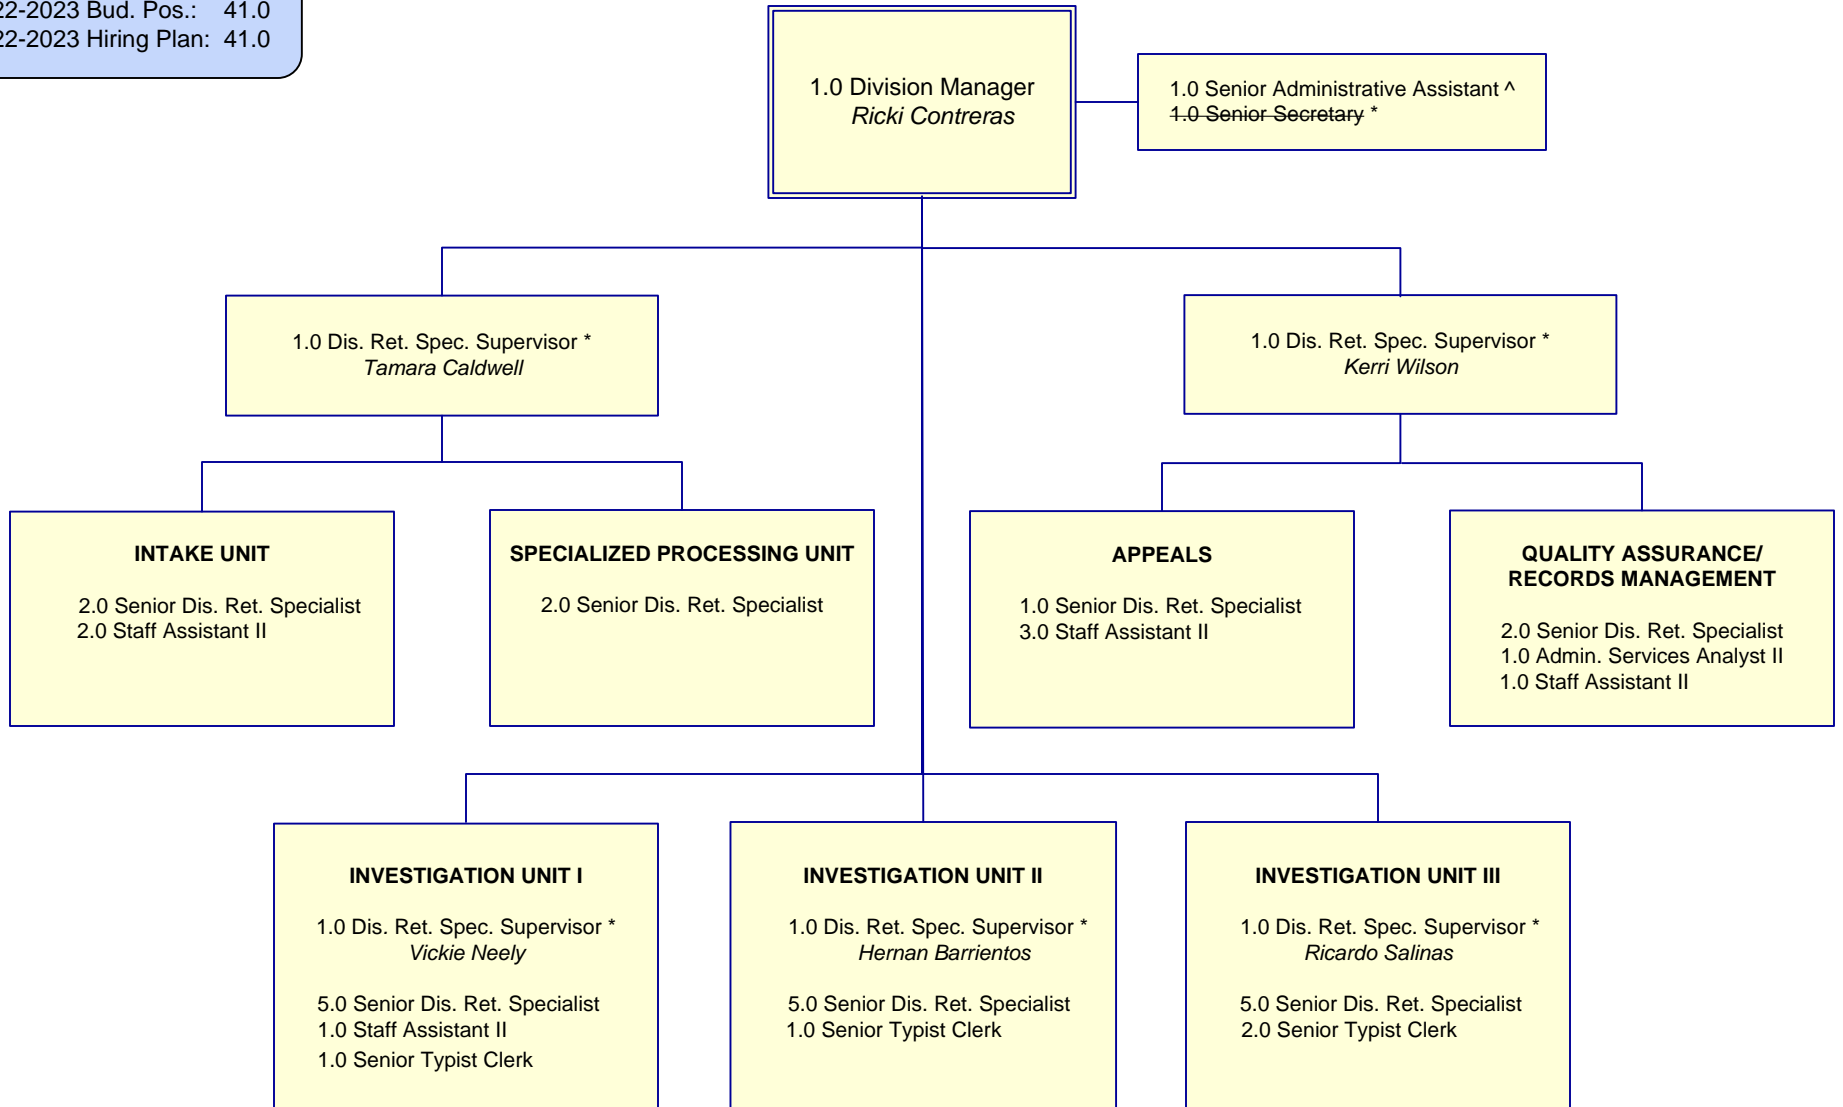 22-2023 Bud. Pos.: 41.0
22-2023 Hiring Plan: 41.0
1.0 Division Manager
Ricki Contreras
1.0 Senior Administrative Assistant ^
1.0 Senior Secretary *
1.0 Dis. Ret. Spec. Supervisor *
Tamara Caldwell
1.0 Dis. Ret. Spec. Supervisor *
Kerri Wilson
INTAKE UNIT
2.0 Senior Dis. Ret. Specialist
2.0 Staff Assistant II
SPECIALIZED PROCESSING UNIT
2.0 Senior Dis. Ret. Specialist
APPEALS
1.0 Senior Dis. Ret. Specialist
3.0 Staff Assistant II
QUALITY ASSURANCE/
RECORDS MANAGEMENT
2.0 Senior Dis. Ret. Specialist
1.0 Admin. Services Analyst II
1.0 Staff Assistant II
INVESTIGATION UNIT I
1.0 Dis. Ret. Spec. Supervisor *
Vickie Neely
5.0 Senior Dis. Ret. Specialist
1.0 Staff Assistant II
1.0 Senior Typist Clerk
INVESTIGATION UNIT II
1.0 Dis. Ret. Spec. Supervisor *
Hernan Barrientos
5.0 Senior Dis. Ret. Specialist
1.0 Senior Typist Clerk
INVESTIGATION UNIT III
1.0 Dis. Ret. Spec. Supervisor *
Ricardo Salinas
5.0 Senior Dis. Ret. Specialist
2.0 Senior Typist Clerk